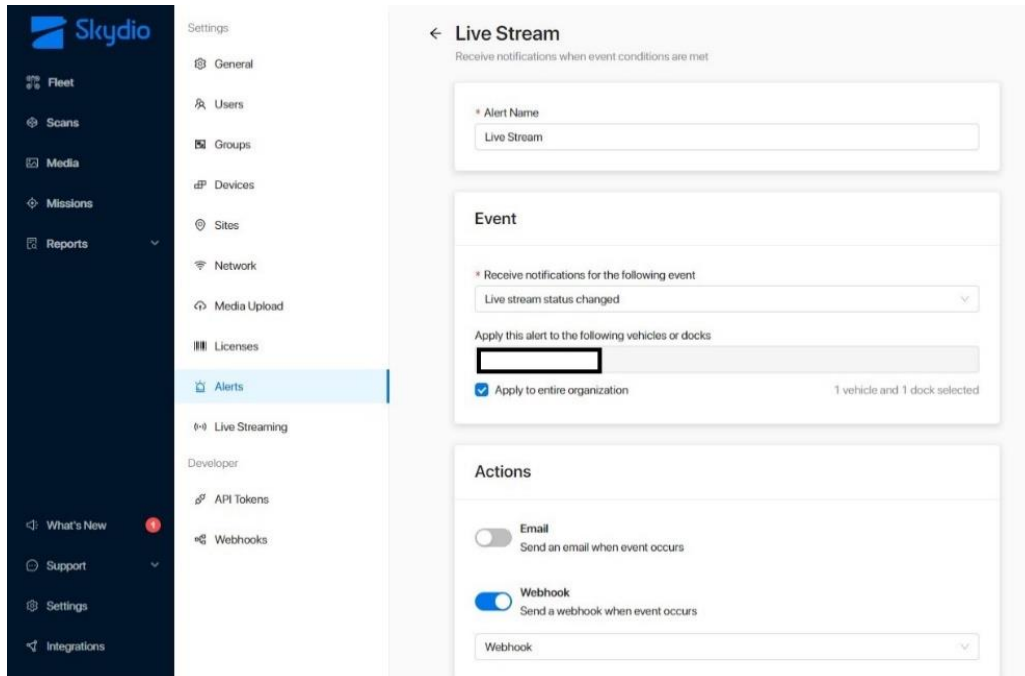 Skydio
Fleet
Scans
Media
Missions
Reports
What's New
1
Support
Settings
Integrations
Settings
General
Users
Groups
Devices
Sites
Network
Media Upload
Licenses
Alerts
Live Streaming
Developer
API Tokens
Webhooks
Live Stream
Receive notifications when event conditions are met
* Alert Name
Live Stream
Event
* Receive notifications for the following event
Live stream status changed
Apply this alert to the following vehicles or docks
Apply to entire organization
1 vehicle and 1 dock selected
Actions
Email
Send an email when event occurs
Webhook
Send a webhook when event occurs
Webhook